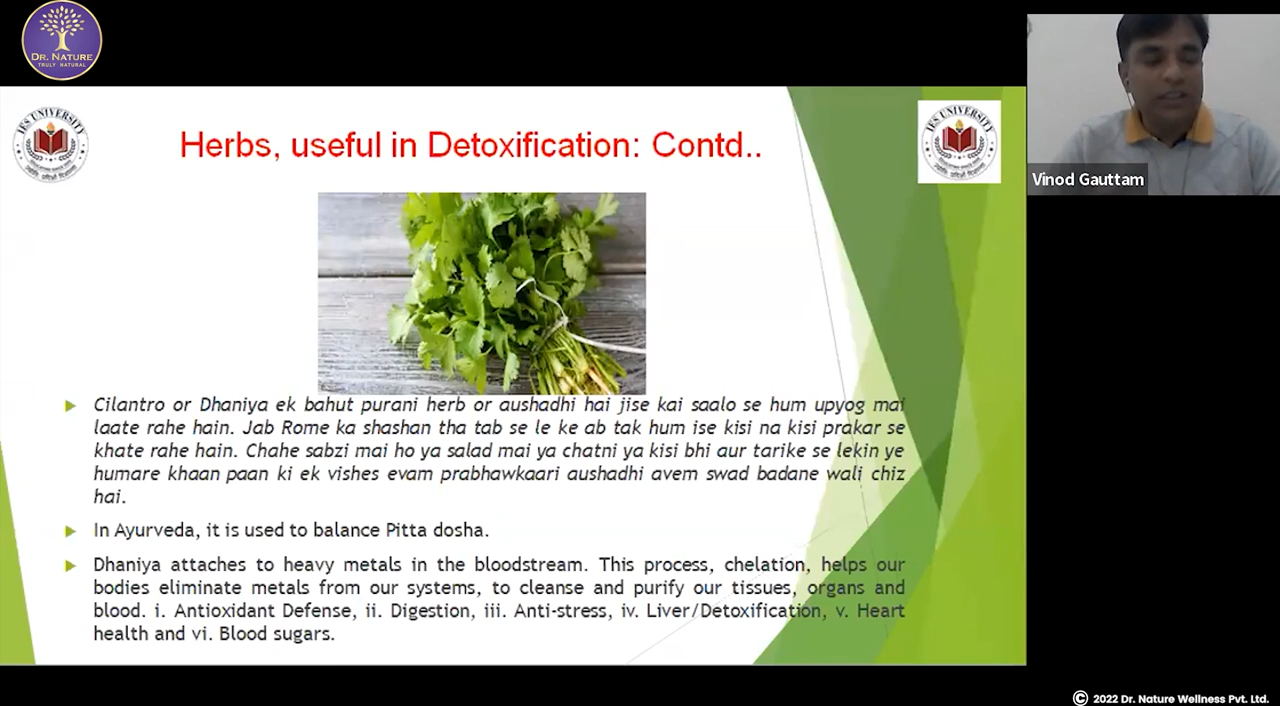 DR. NATURE
TRULY NATURAL
IES UNIVERSITY
IES UNIVERSITY
Herbs, useful in Detoxification: Contd..
Vinod Gauttam
Cilantro or Dhaniya ek bahut purani herb or aushadhi hai jise kai saalo se hum upyog mai
laate rahe hain. Jab Rome ka shashan tha tab se le ke ab tak hum ise kisi na kisi prakar se
khate rahe hain. Chahe sabzi mai ho ya salad mai ya chatni ya kisi bhi aur tarike se lekin ye
humare khaan paan ki ek vishes evam prabhawkaari aushadhi avem swad badane wali chiz
hai.
In Ayurveda, it is used to balance Pitta dosha.
Dhaniya attaches to heavy metals in the bloodstream. This process, chelation, helps our
bodies eliminate metals from our systems, to cleanse and purify our tissues, organs and
blood. i. Antioxidant Defense, ii. Digestion, iii. Anti-stress, iv. Liver/Detoxification, v. Heart
health and vi. Blood sugars.
© 2022 Dr. Nature Wellness Pvt. Ltd.